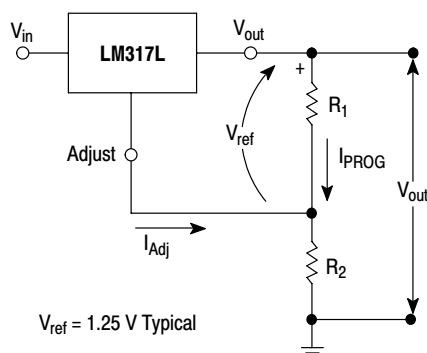 V_in
LM317L
V_out
+
R_1
V_ref
Adjust
I_PROG
V_out
I_Adj
R_2
V_ref = 1.25 V Typical